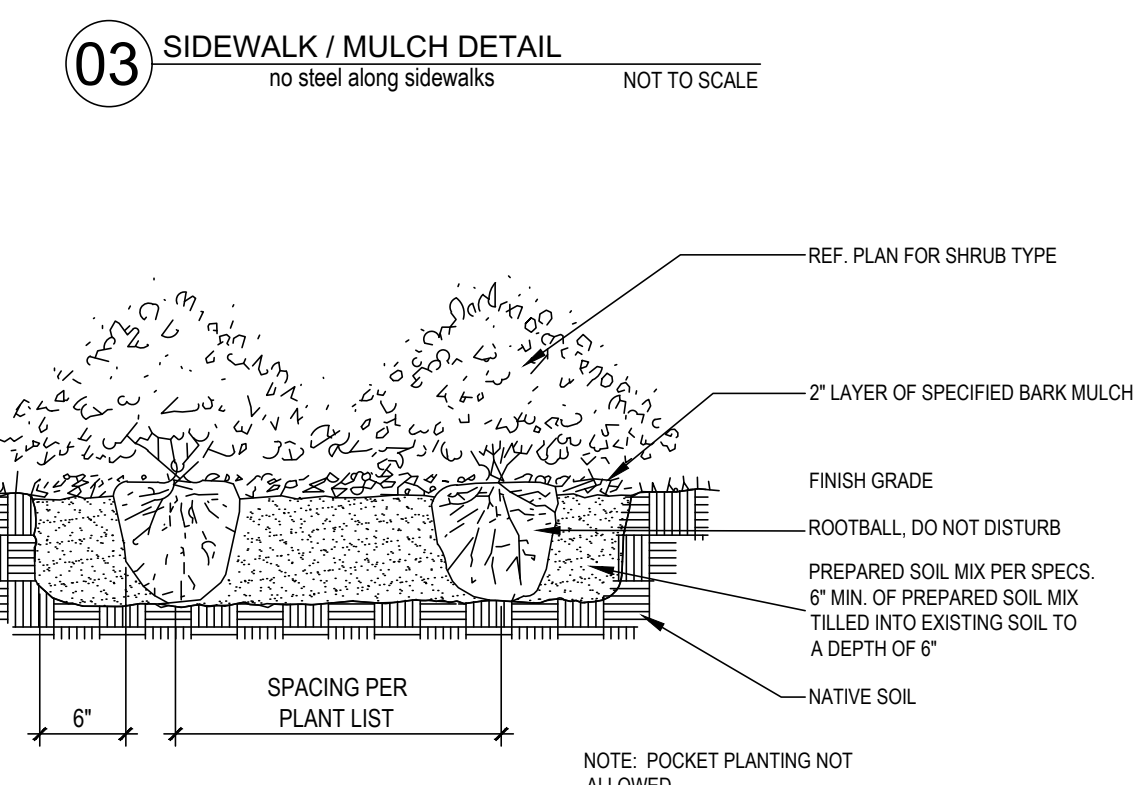 03
SIDEWALK / MULCH DETAIL
no steel along sidewalks
NOT TO SCALE
REF. PLAN FOR SHRUB TYPE
2" LAYER OF SPECIFIED BARK MULCH
FINISH GRADE
ROOTBALL, DO NOT DISTURB
PREPARED SOIL MIX PER SPECS.
6" MIN. OF PREPARED SOIL MIX
TILLED INTO EXISTING SOIL TO
A DEPTH OF 6"
NATIVE SOIL
6"
SPACING PER
PLANT LIST
NOTE: POCKET PLANTING NOT
ALLOWED